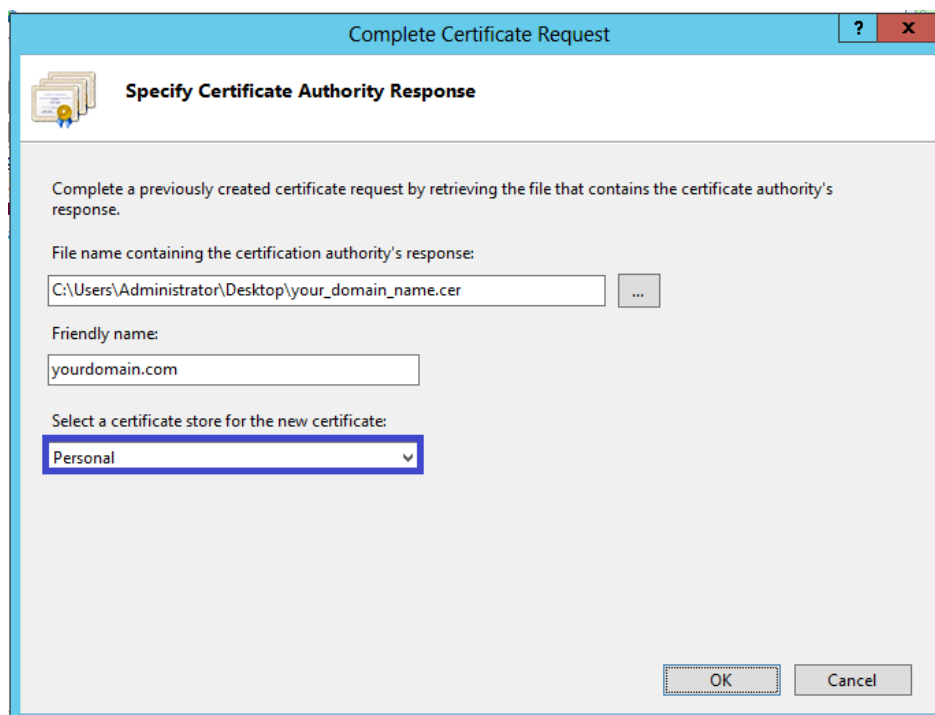 Complete Certificate Request
?
x
Specify Certificate Authority Response
Complete a previously created certificate request by retrieving the file that contains the certificate authority's
response.
File name containing the certification authority's response:
C:\Users\Administrator\Desktop\your_domain_name.cer
...
Friendly name:
yourdomain.com
Select a certificate store for the new certificate:
Personal
OK
Cancel